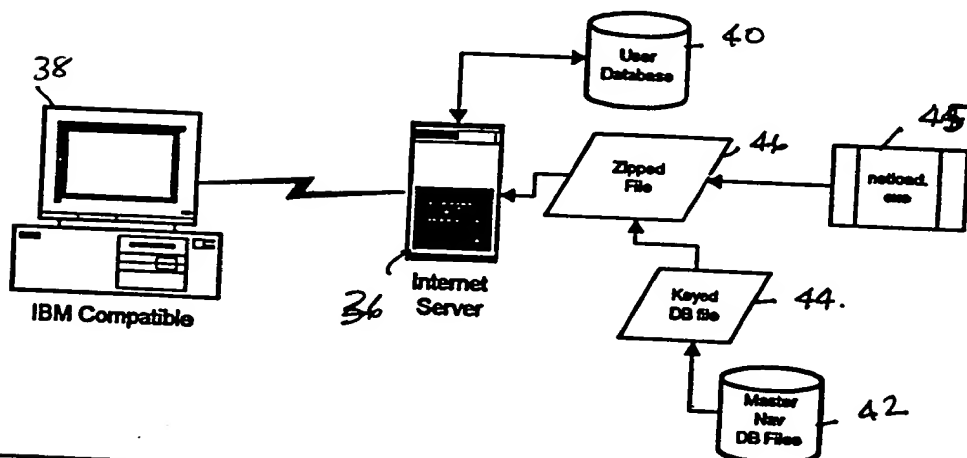 38
IBM Compatible
36
Internet
Server
User
Database
40
Zipped
File
46
netload.
exe
45
Keyed
DB file
44.
Master
Nav
DB Files
42